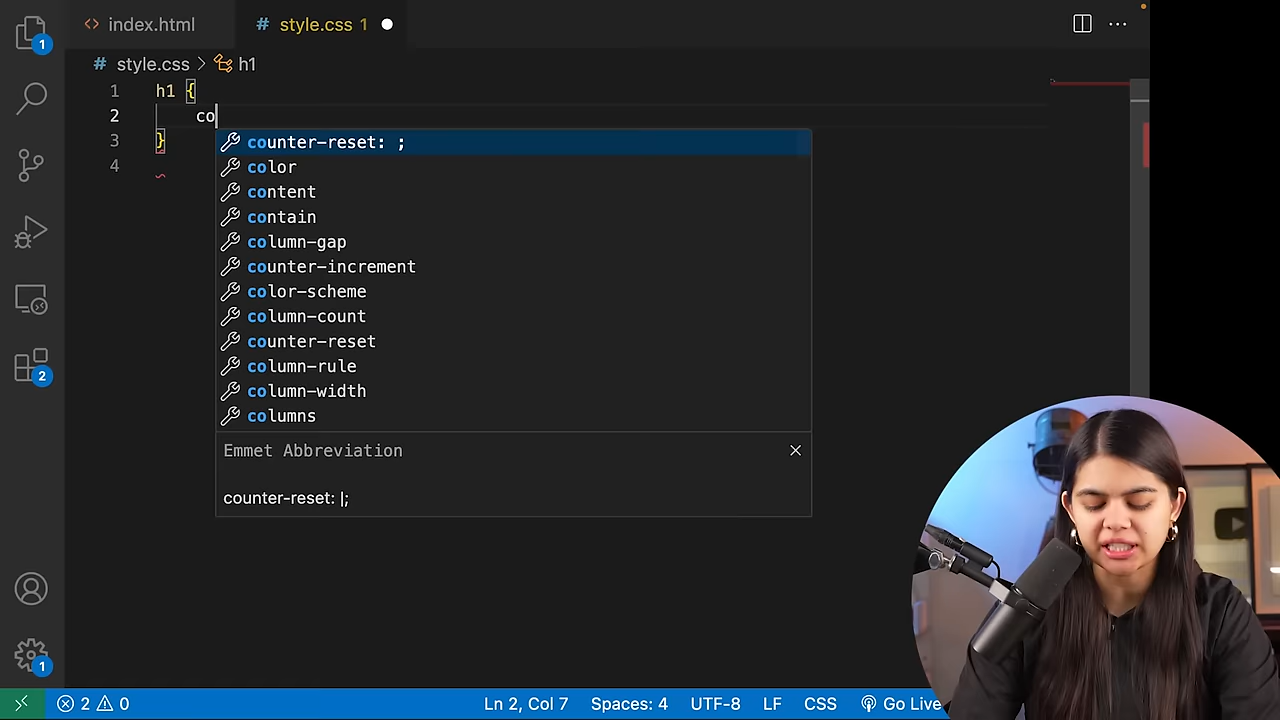 1
index.html
style.css 1
style.css > h1
1 h1 {
2 co
3 }
4
counter-reset: ;
color
content
contain
column-gap
counter-increment
color-scheme
column-count
counter-reset
column-rule
column-width
columns
Emmet Abbreviation
counter-reset: |;
2
1
2 0
Ln 2, Col 7 Spaces: 4 UTF-8 LF CSS Go Live